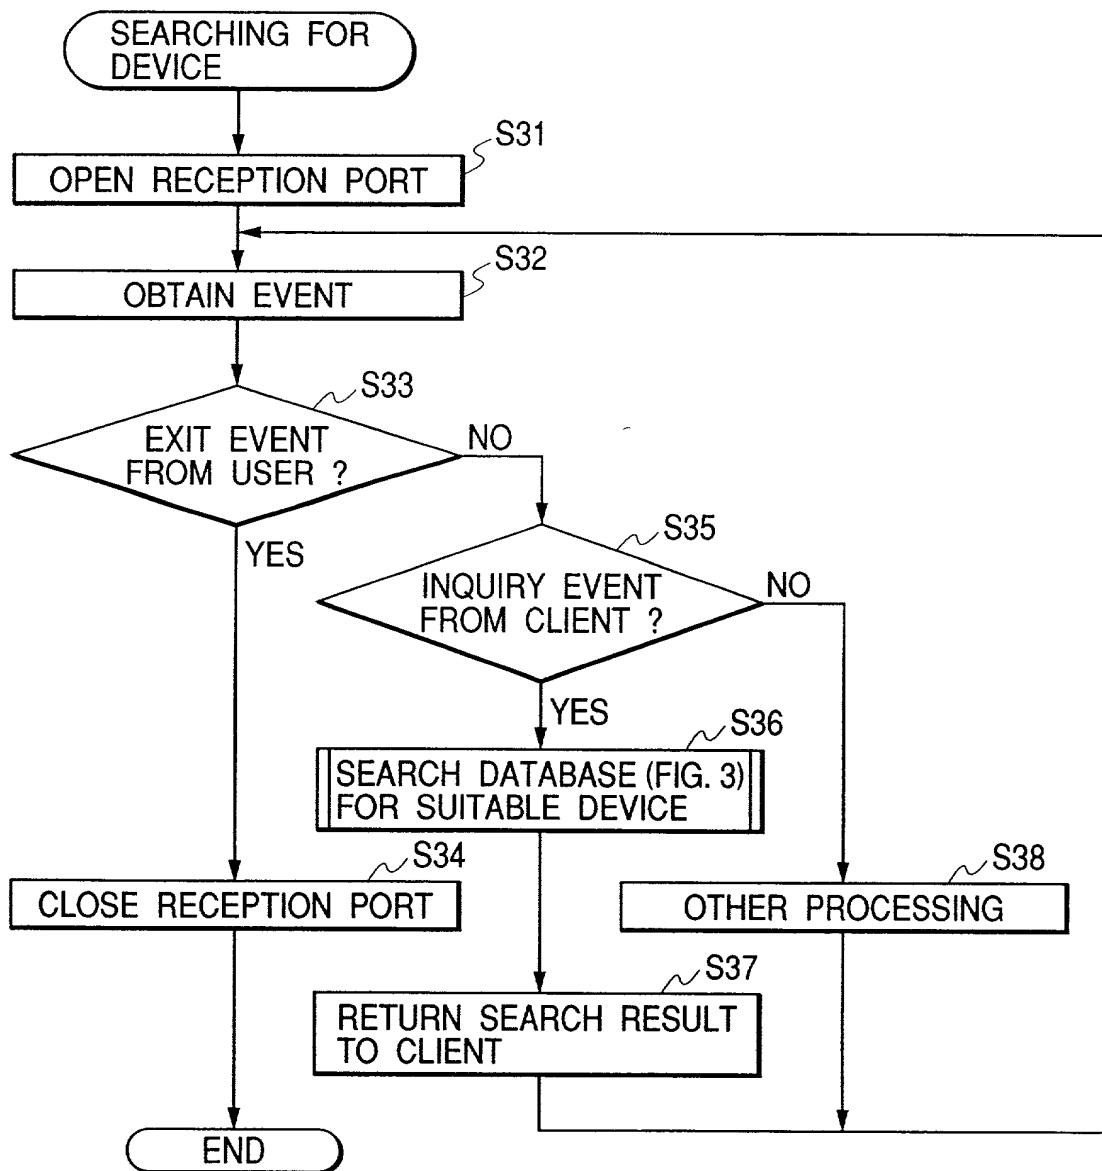 SEARCHING FOR
DEVICE
S31
OPEN RECEPTION PORT
S32
OBTAIN EVENT
S33
EXIT EVENT
FROM USER ?
NO
YES
S35
INQUIRY EVENT
FROM CLIENT ?
NO
YES
S36
SEARCH DATABASE (FIG. 3)
FOR SUITABLE DEVICE
S34
CLOSE RECEPTION PORT
S38
OTHER PROCESSING
S37
RETURN SEARCH RESULT
TO CLIENT
END